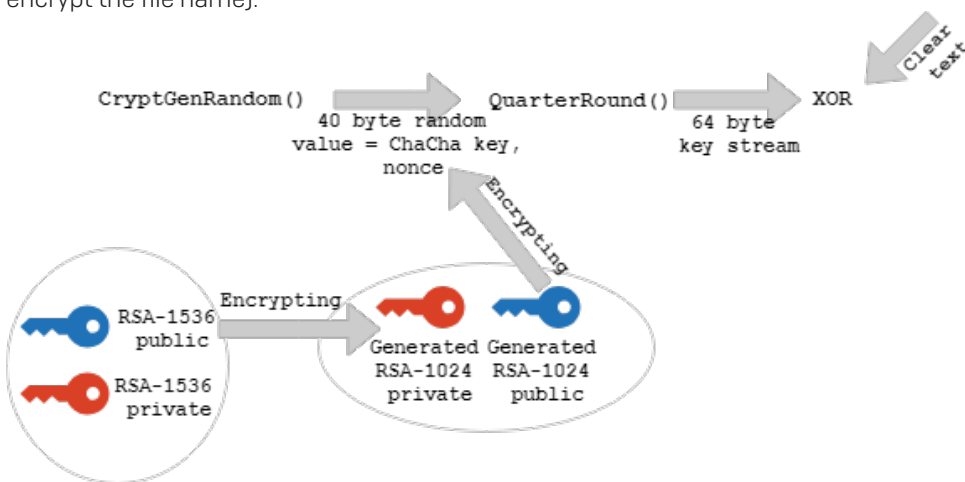 encrypt the file name).
Clear
text
CryptGenRandom()
QuarterRound()
XOR
40 byte random
value = ChaCha key,
nonce
64 byte
key stream
Encrypting
Encrypting
RSA-1536
public
RSA-1536
private
Generated
RSA-1024
private
Generated
RSA-1024
public